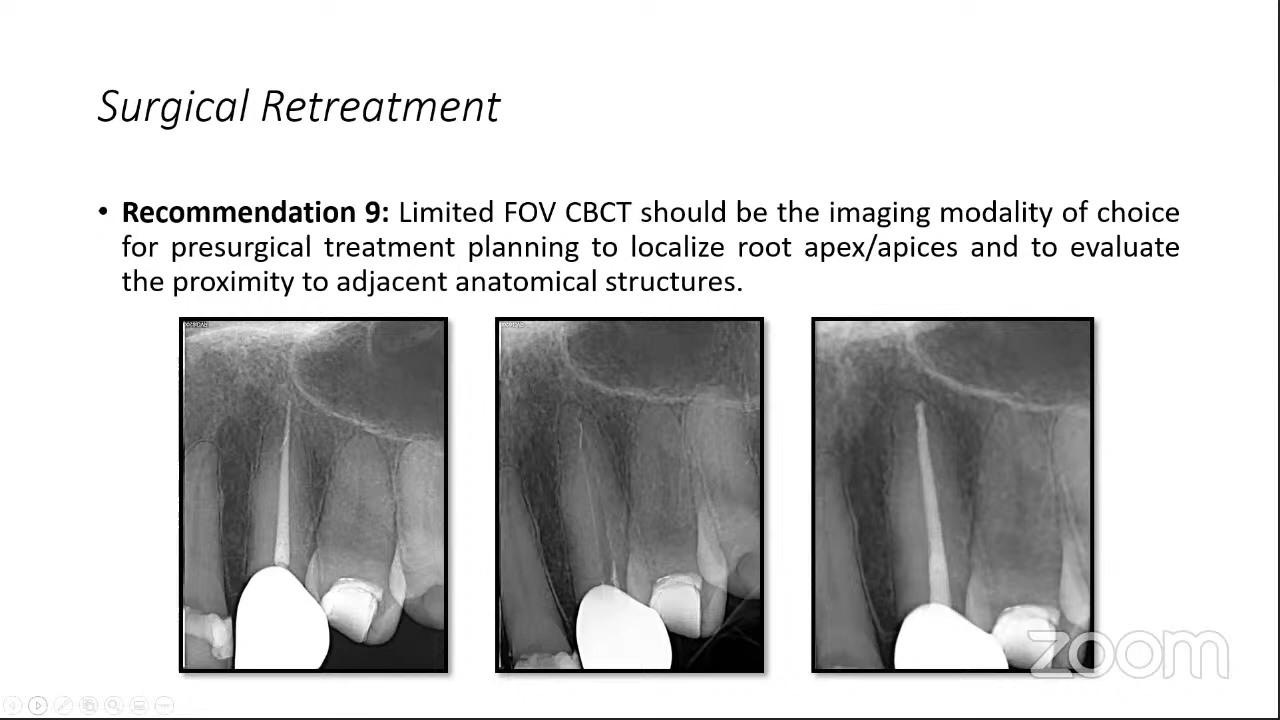 Surgical Retreatment
• Recommendation 9: Limited FOV CBCT should be the imaging modality of choice
for presurgical treatment planning to localize root apex/apices and to evaluate
the proximity to adjacent anatomical structures.
zoom